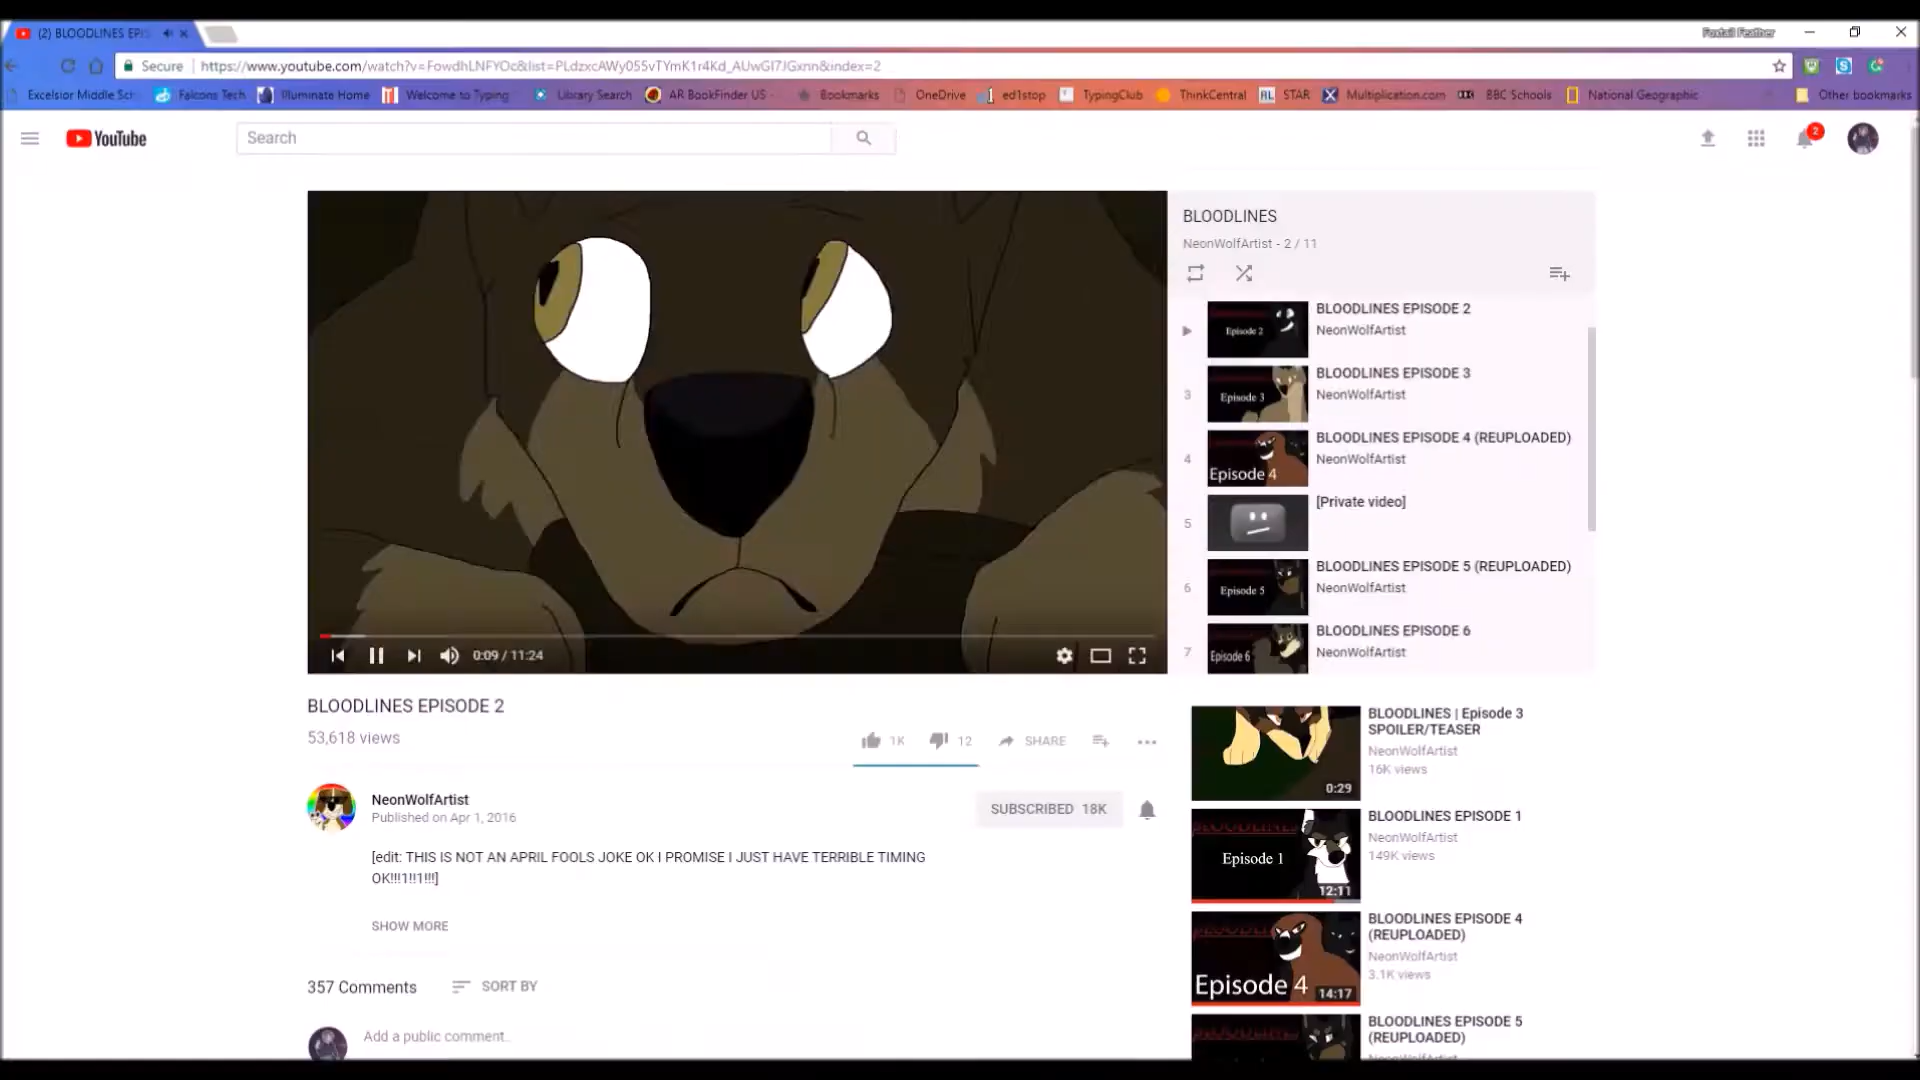 (2) BLOODLINES EPIS
Foxtail Feather
Secure
https://www.youtube.com/watch?v=FowdhLNFYOc&list=PLdzxcAWy055vTYmK1r4Kd_AUwGI7JGxnn&index=2
Excelsior Middle Sch
Falcons Tech
Illuminate Home
Welcome to Typing
Library Search
AR BookFinder US -
Bookmarks
OneDrive
ed1stop
TypingClub
ThinkCentral
RL STAR
Multiplication.com
BBC Schools
National Geographic
Other bookmarks
YouTube
Search
2
BLOODLINES
NeonWolfArtist - 2 / 11
Episode 2
BLOODLINES EPISODE 2
NeonWolfArtist
3
Episode 3
BLOODLINES EPISODE 3
NeonWolfArtist
4
Episode 4
BLOODLINES EPISODE 4 (REUPLOADED)
NeonWolfArtist
5
[Private video]
6
Episode 5
BLOODLINES EPISODE 5 (REUPLOADED)
NeonWolfArtist
7
Episode 6
BLOODLINES EPISODE 6
NeonWolfArtist
0:09 / 11:24
BLOODLINES EPISODE 2
53,618 views
1K
12
SHARE
NeonWolfArtist
Published on Apr 1, 2016
SUBSCRIBED 18K
[edit: THIS IS NOT AN APRIL FOOLS JOKE OK I PROMISE I JUST HAVE TERRIBLE TIMING
OK!!!1!!1!!!]
SHOW MORE
357 Comments
SORT BY
Add a public comment..
0:29
BLOODLINES | Episode 3
SPOILER/TEASER
NeonWolfArtist
16K views
BLOODLINES
Episode 1
12:11
BLOODLINES EPISODE 1
NeonWolfArtist
149K views
BLOODLINES
Episode 4
14:17
BLOODLINES EPISODE 4
(REUPLOADED)
NeonWolfArtist
3.1K views
BLOODLINES
BLOODLINES EPISODE 5
(REUPLOADED)
NeonWolfArtist